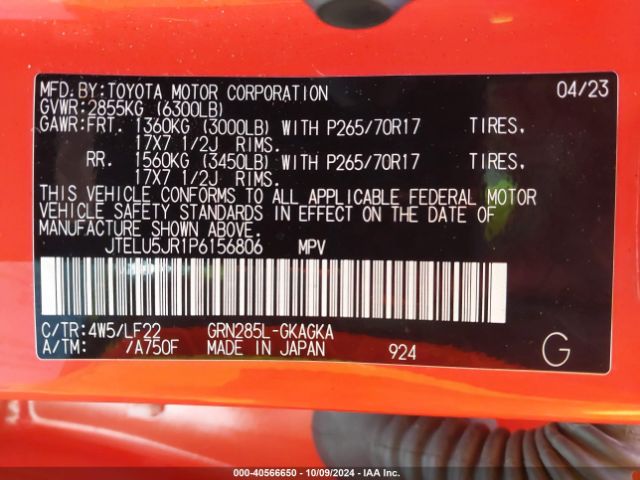 MFD.BY:TOYOTA MOTOR CORPORATION 04/23
GVWR:2855KG (6300LB)
GAWR:FRT. 1360KG (3000LB) WITH P265/70R17 TIRES.
17X7 1/2J RIMS.
RR. 1560KG (3450LB) WITH P265/70R17 TIRES.
17X7 1/2J RIMS.
THIS VEHICLE CONFORMS TO ALL APPLICABLE FEDERAL MOTOR
VEHICLE SAFETY STANDARDS IN EFFECT ON THE DATE OF
MANUFACTURE SHOWN ABOVE.
JTELU5JR1P6156806 MPV
C/TR:4W5/LF22 GRN285L-GKAGKA
A/TM: /A750F MADE IN JAPAN 924 G
000-40566650 - 10/09/2024 - IAA Inc.